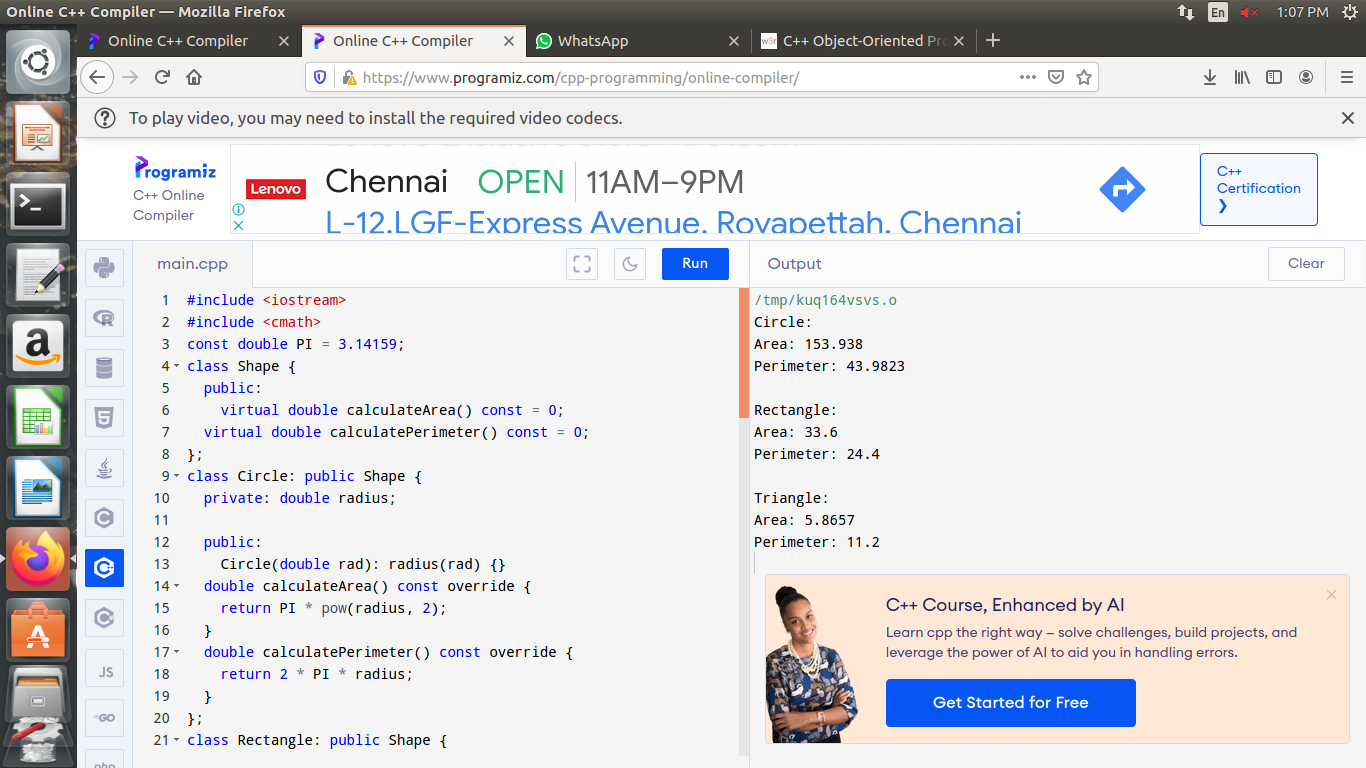 Online C++ Compiler — Mozilla Firefox
En
1:07 PM
Online C++ Compiler
Online C++ Compiler
WhatsApp
w3r
C++ Object-Oriented Pro
https://www.programiz.com/cpp-programming/online-compiler/
To play video, you may need to install the required video codecs.
Programiz
C++ Online
Compiler
Lenovo
Chennai OPEN 11AM–9PM
L-12,LGF-Express Avenue, Royapettah, Chennai
C++
Certification
main.cpp
Run
Output
Clear
1 #include <iostream>
2 #include <cmath>
3 const double PI = 3.14159;
4 class Shape {
5 public:
6 virtual double calculateArea() const = 0;
7 virtual double calculatePerimeter() const = 0;
8 };
9 class Circle: public Shape {
10 private: double radius;
11
12 public:
13 Circle(double rad): radius(rad) {}
14 double calculateArea() const override {
15 return PI * pow(radius, 2);
16 }
17 double calculatePerimeter() const override {
18 return 2 * PI * radius;
19 }
20 };
21 class Rectangle: public Shape {
/tmp/kuq164vsvs.o
Circle:
Area: 153.938
Perimeter: 43.9823
Rectangle:
Area: 33.6
Perimeter: 24.4
Triangle:
Area: 5.8657
Perimeter: 11.2
C++ Course, Enhanced by AI
Learn cpp the right way – solve challenges, build projects, and
leverage the power of AI to aid you in handling errors.
Get Started for Free
JS
GO
php